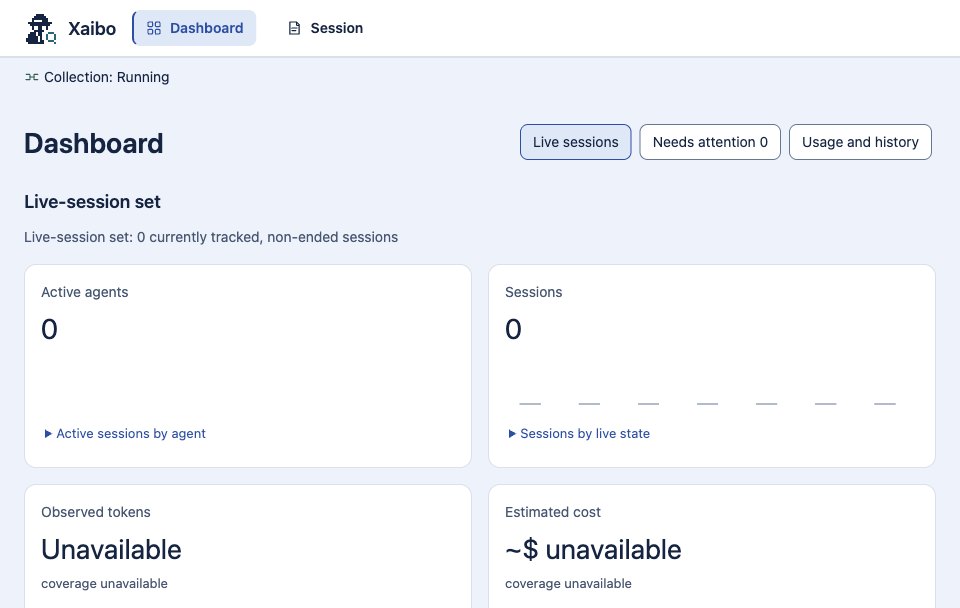 Xaibo
Dashboard
Session
Collection: Running
Dashboard
Live sessions
Needs attention 0
Usage and history
Live-session set
Live-session set: 0 currently tracked, non-ended sessions
Active agents
0
Active sessions by agent
Sessions
0
Sessions by live state
Observed tokens
Unavailable
coverage unavailable
Estimated cost
~$ unavailable
coverage unavailable